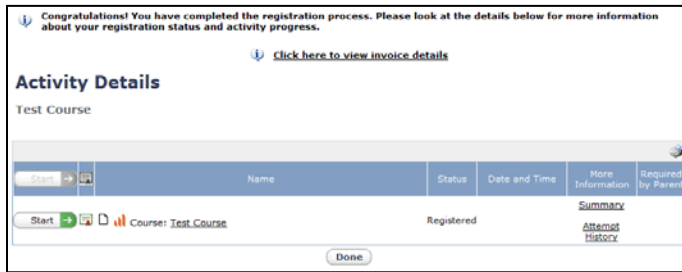 Congratulations! You have completed the registration process. Please look at the details below for more information
about your registration status and activity progress.
Click here to view invoice details
Activity Details
Test Course
Start Name Status Date and Time More Information Required by Parent
Start Course: Test Course Registered Summary
Attempt
History
Done